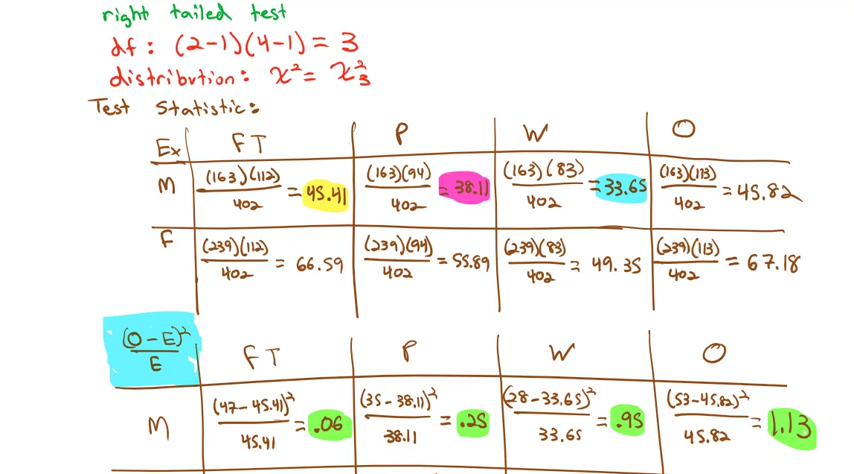 right tailed test
df: (2-1)(4-1) = 3
distribution: χ² = χ²₃
Test Statistic:
Ex FT P W O
M (163)(112)/402 = 45.41 (163)(94)/402 = 38.11 (163)(83)/402 = 33.65 (163)(113)/402 = 45.82
F (239)(112)/402 = 66.59 (239)(94)/402 = 55.89 (239)(83)/402 = 49.35 (239)(113)/402 = 67.18
(O-E)²/E FT P W O
M (47-45.41)²/45.41 = .06 (35-38.11)²/38.11 = .25 (28-33.65)²/33.65 = .95 (53-45.82)²/45.82 = 1.13